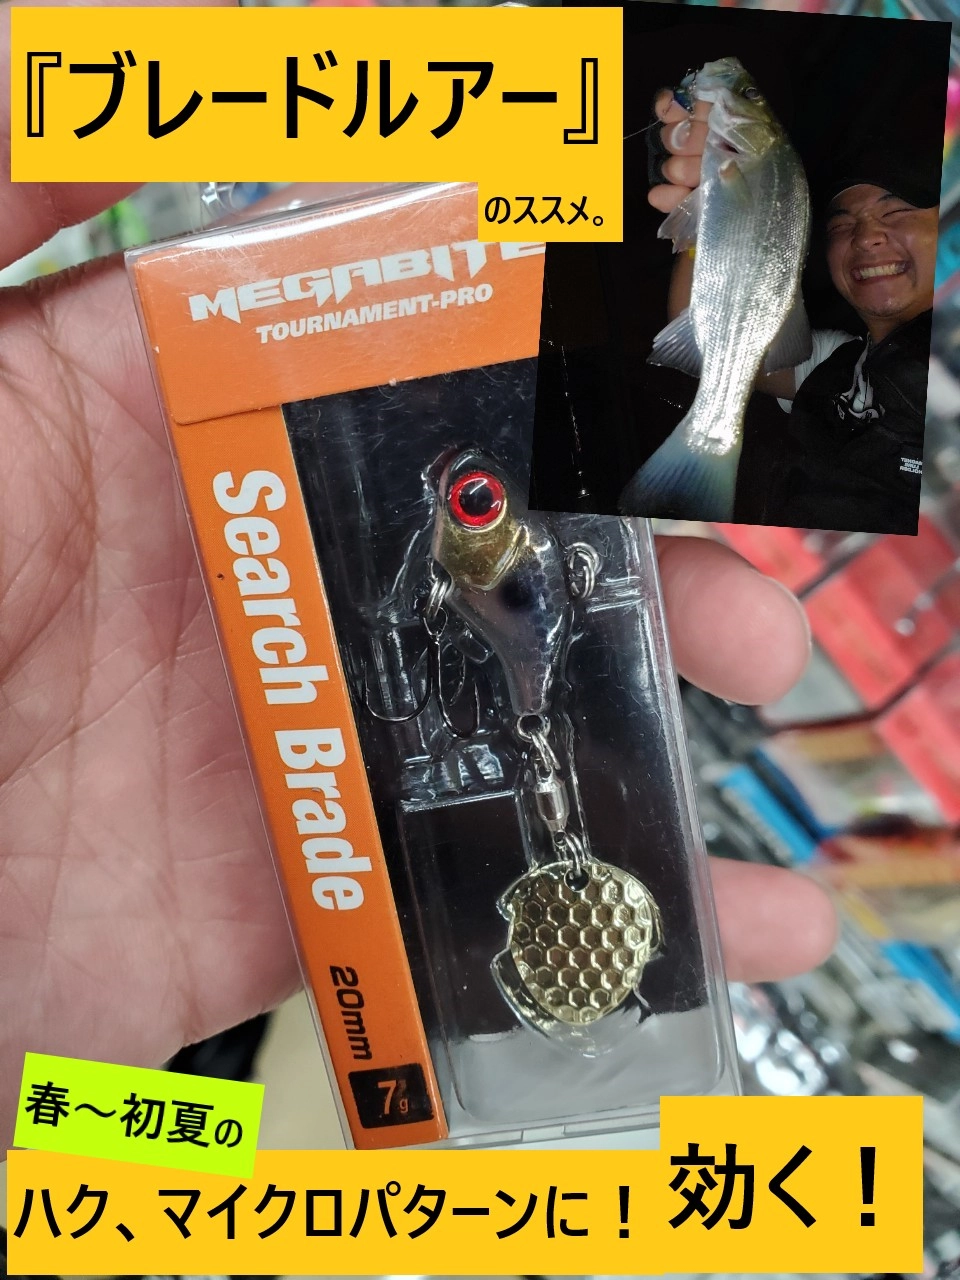 『ブレードルアー』
のススメ。
MEGABITE
TOURNAMENT-PRO
Search Brade
20mm
7g
春～初夏の
ハク、マイクロパターンに！
効く！